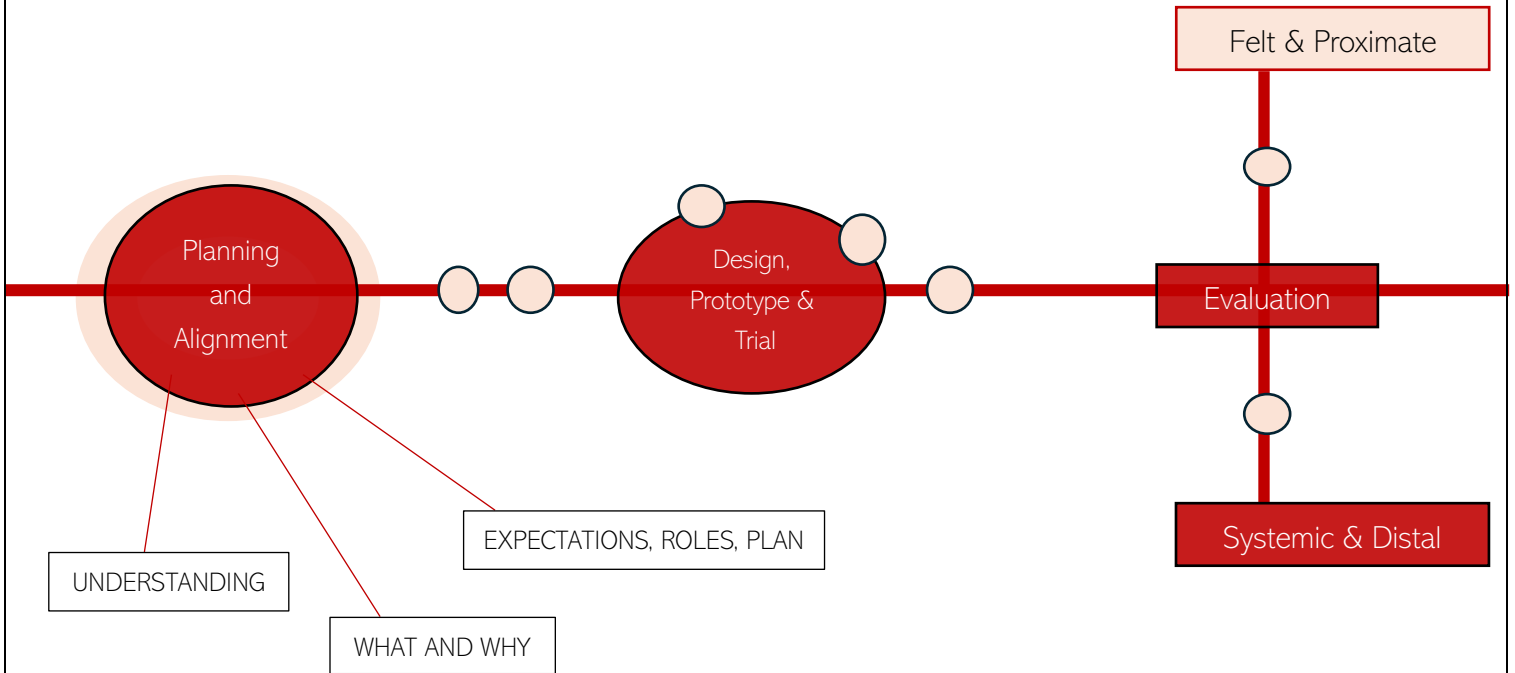 Felt & Proximate
Planning
and
Alignment
Design,
Prototype &
Trial
Evaluation
EXPECTATIONS, ROLES, PLAN
Systemic & Distal
UNDERSTANDING
WHAT AND WHY